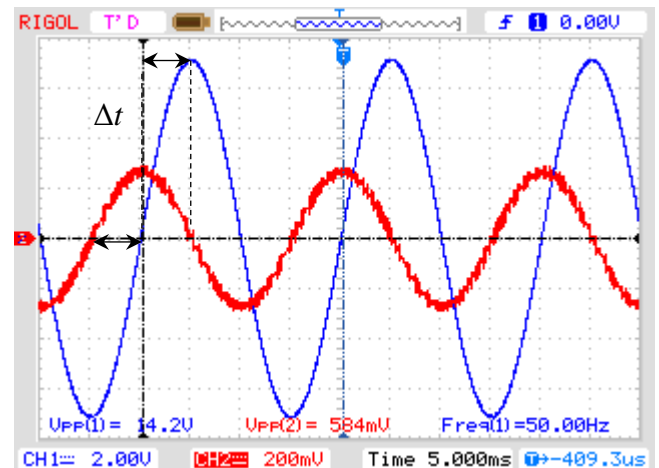 RIGOL T'D T f 1 0.00V
Δt
2
Vpp(1)= 14.2V Vpp(2)= 584mV Freq(1)=50.00Hz
CH1 2.00V CH2 200mV Time 5.000ms T→-409.3us